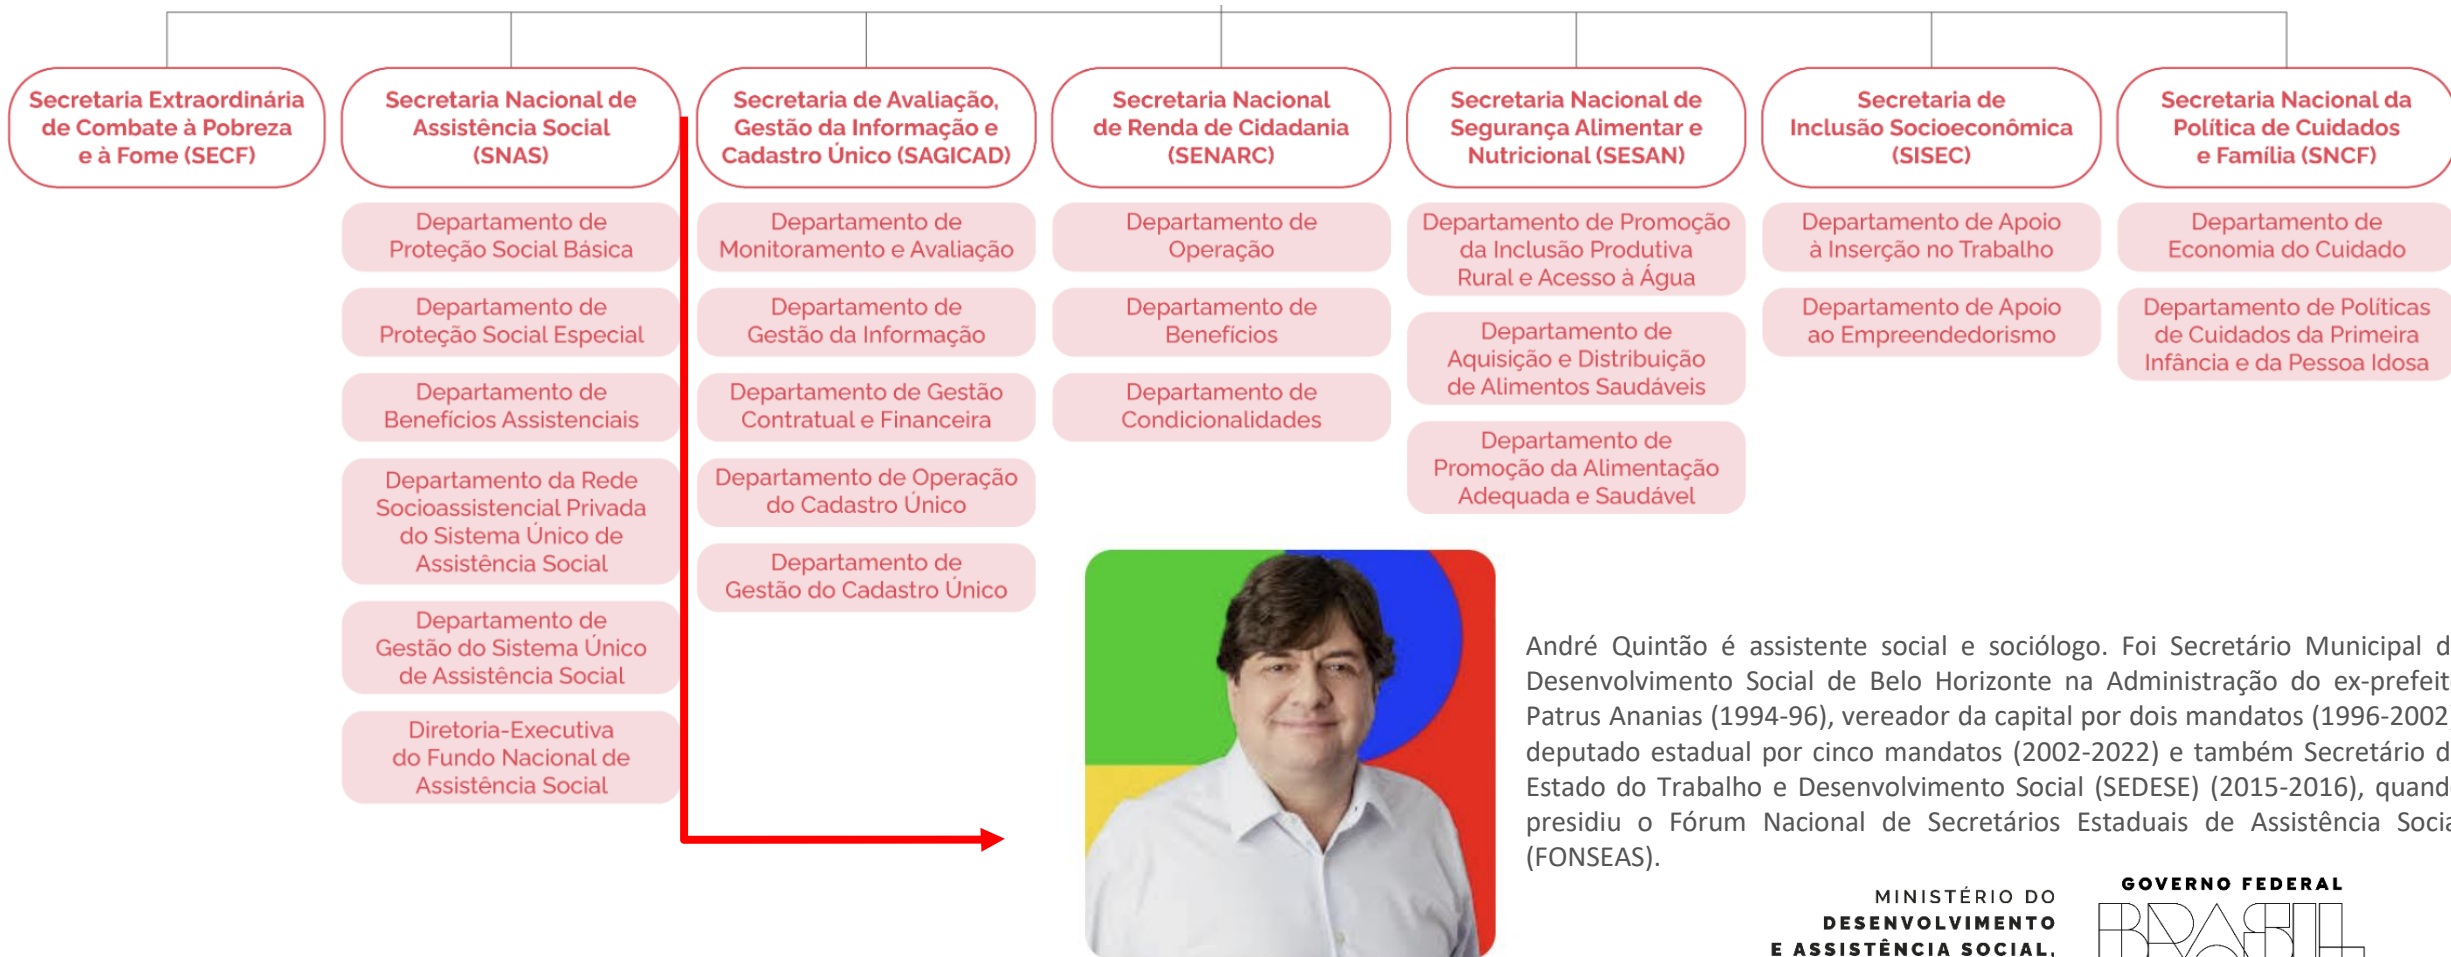 Secretaria Extraordinária
de Combate à Pobreza
e à Fome (SECF)
Secretaria Nacional de
Assistência Social
(SNAS)
Departamento de
Proteção Social Básica
Departamento de
Proteção Social Especial
Departamento de
Benefícios Assistenciais
Departamento da Rede
Socioassistencial Privada
do Sistema Único de
Assistência Social
Departamento de
Gestão do Sistema Único
de Assistência Social
Diretoria-Executiva
do Fundo Nacional de
Assistência Social
Secretaria de Avaliação,
Gestão da Informação e
Cadastro Único (SAGICAD)
Departamento de
Monitoramento e Avaliação
Departamento de
Gestão da Informação
Departamento de Gestão
Contratual e Financeira
Departamento de Operação
do Cadastro Único
Departamento de
Gestão do Cadastro Único
Secretaria Nacional
de Renda de Cidadania
(SENARC)
Departamento de
Operação
Departamento de
Benefícios
Departamento de
Condicionalidades
Secretaria Nacional de
Segurança Alimentar e
Nutricional (SESAN)
Departamento de Promoção
da Inclusão Produtiva
Rural e Acesso à Água
Departamento de
Aquisição e Distribuição
de Alimentos Saudáveis
Departamento de
Promoção da Alimentação
Adequada e Saudável
Secretaria de
Inclusão Socioeconômica
(SISEC)
Departamento de Apoio
à Inserção no Trabalho
Departamento de Apoio
ao Empreendedorismo
Secretaria Nacional da
Política de Cuidados
e Família (SNCF)
Departamento de
Economia do Cuidado
Departamento de Políticas
de Cuidados da Primeira
Infância e da Pessoa Idosa
André Quintão é assistente social e sociólogo. Foi Secretário Municipal d
Desenvolvimento Social de Belo Horizonte na Administração do ex-prefeit
Patrus Ananias (1994-96), vereador da capital por dois mandatos (1996-2002
deputado estadual por cinco mandatos (2002-2022) e também Secretário d
Estado do Trabalho e Desenvolvimento Social (SEDESE) (2015-2016), quand
presidiu o Fórum Nacional de Secretários Estaduais de Assistência Socia
(FONSEAS).
MINISTÉRIO DO
DESENVOLVIMENTO
E ASSISTÊNCIA SOCIAL,
GOVERNO FEDERAL
BRASIL